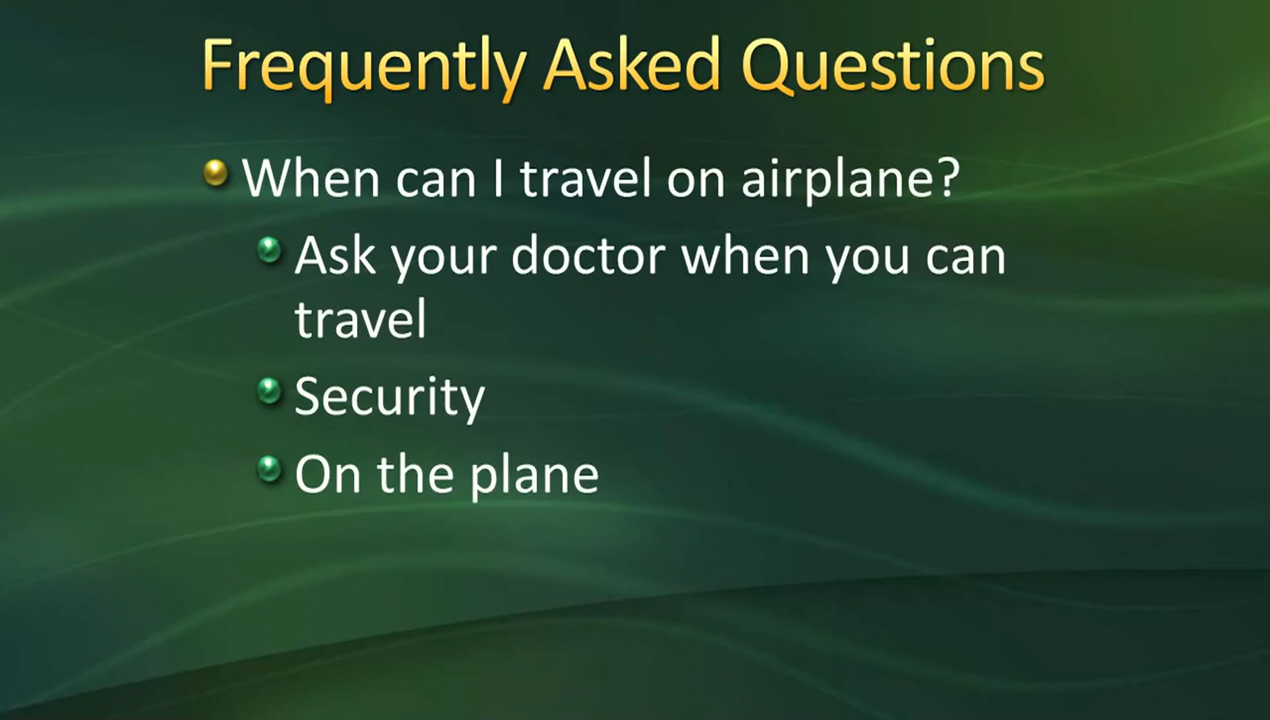 Frequently Asked Questions
When can I travel on airplane?
Ask your doctor when you can
travel
Security
On the plane